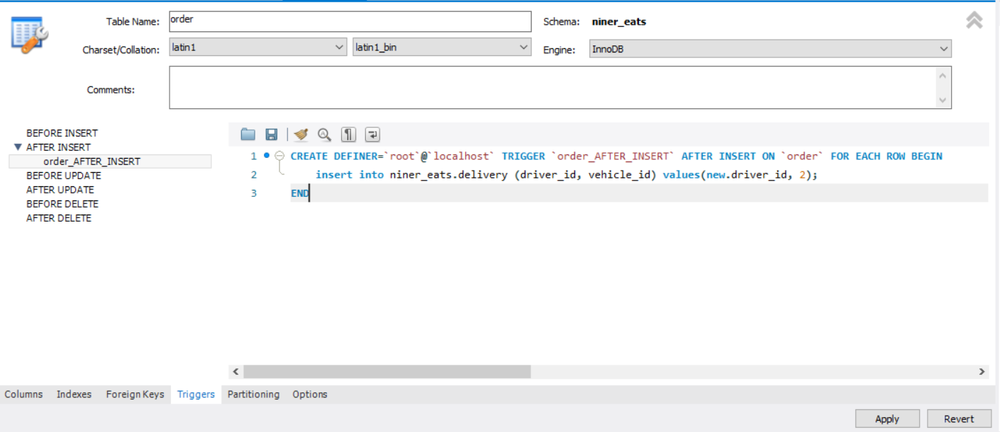 Table Name: order Schema: niner_eats
Charset/Collation: latin1 latin1_bin Engine: InnoDB
Comments:
BEFORE INSERT
AFTER INSERT
order_AFTER_INSERT
BEFORE UPDATE
AFTER UPDATE
BEFORE DELETE
AFTER DELETE
1 CREATE DEFINER=`root`@`localhost` TRIGGER `order_AFTER_INSERT` AFTER INSERT ON `order` FOR EACH ROW BEGIN
2 insert into niner_eats.delivery (driver_id, vehicle_id) values(new.driver_id, 2);
3 END
Columns Indexes Foreign Keys Triggers Partitioning Options
Apply Revert